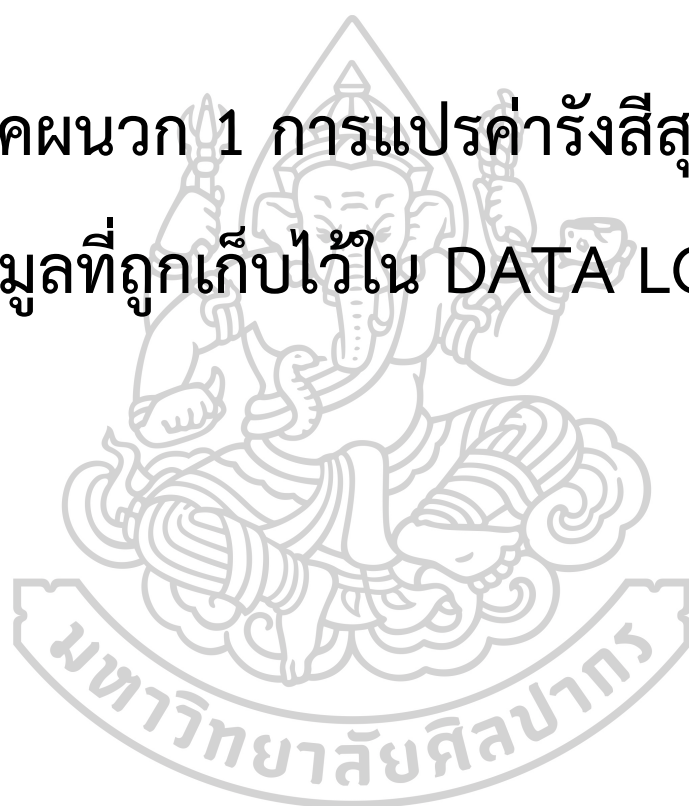 คผนวก 1 การแปรค่ารังสีสุ
มูลที่ถูกเก็บไว้ใน DATA LO
มหาวิทยาลัยศิลปากร